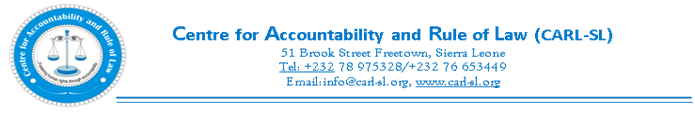 Centre for Accountability and Rule of Law
Centre for Accountability and Rule of Law (CARL-SL)
51 Brook Street Freetown, Sierra Leone
Tel: +232 78 975328/+232 76 653449
Email:info@carl-sl.org, www.carl-sl.org